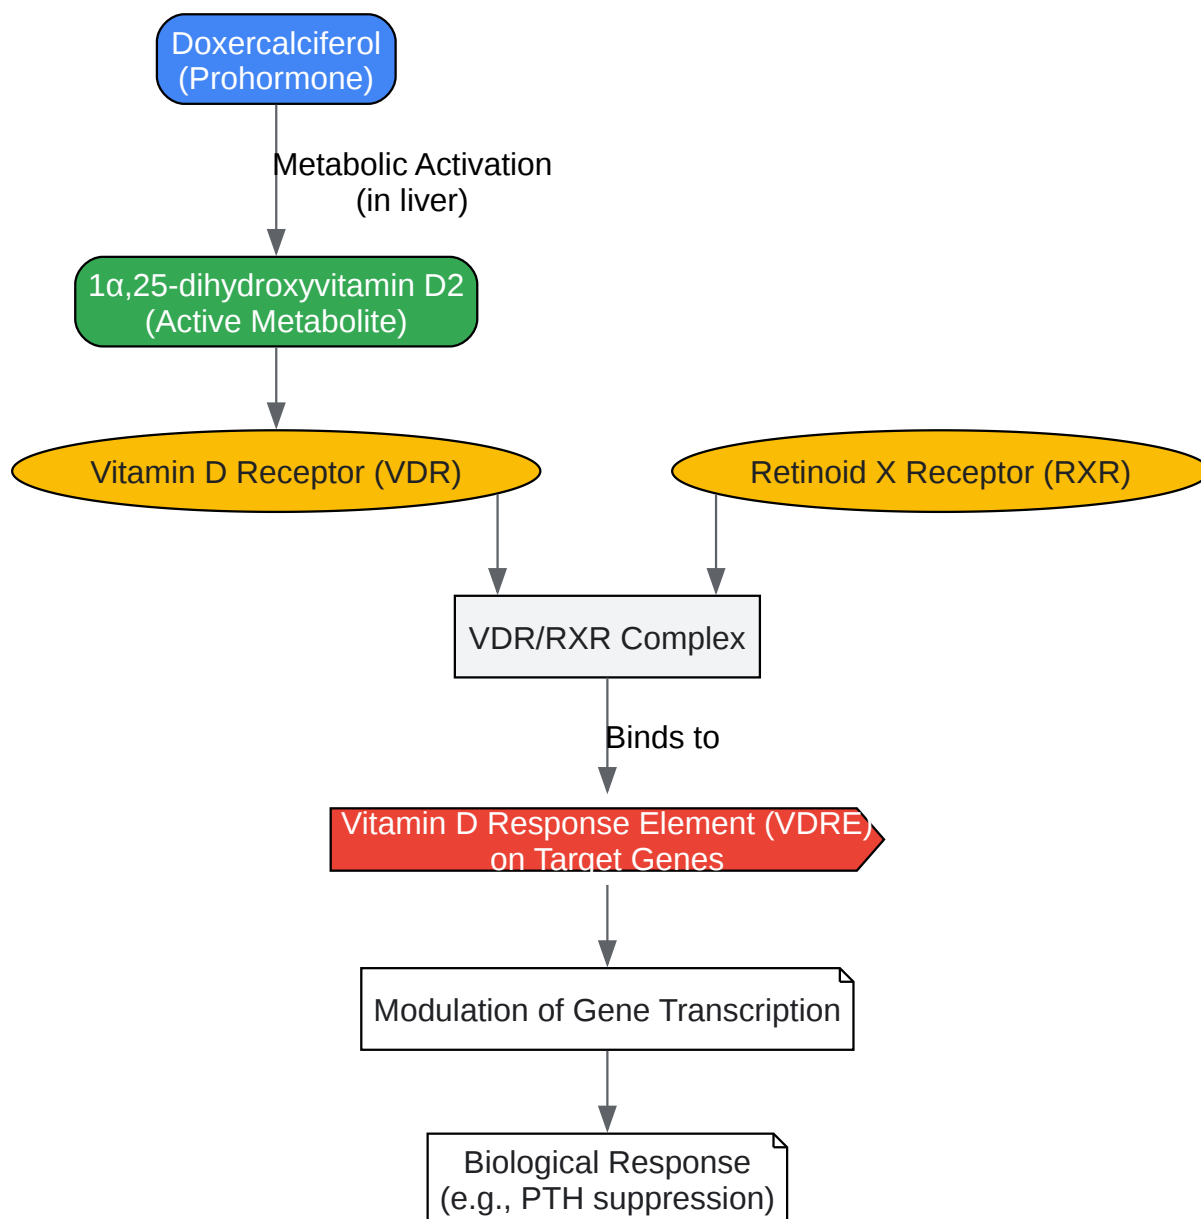 Doxercalciferol
(Prohormone)
Metabolic Activation
(in liver)
1α,25-dihydroxyvitamin D2
(Active Metabolite)
Vitamin D Receptor (VDR)
Retinoid X Receptor (RXR)
VDR/RXR Complex
Binds to
Vitamin D Response Element (VDRE)
on Target Genes
Modulation of Gene Transcription
Biological Response
(e.g., PTH suppression)